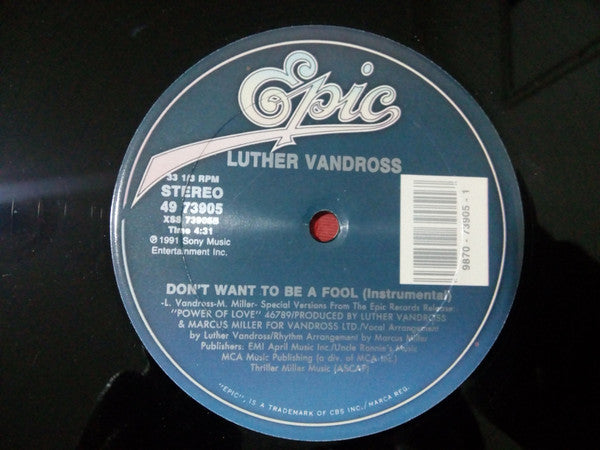 Epic
LUTHER VANDROSS
33 1/3 RPM
STEREO
49 73905
XSS 73905B
Time 4:31
℗ 1991 Sony Music
Entertainment Inc.
9870 - 73905 - 1
DON'T WANT TO BE A FOOL (Instrumental)
-L. Vandross-M. Miller- Special Versions From The Epic Records Release:
"POWER OF LOVE" 46789/PRODUCED BY LUTHER VANDROSS
& MARCUS MILLER FOR VANDROSS LTD./Vocal Arrangement
by Luther Vandross/Rhythm Arrangement by Marcus Miller
Publishers: EMI April Music Inc./Uncle Ronnie's Music
MCA Music Publishing (a div. of MCA Inc.)
Thriller Miller Music (ASCAP)
"EPIC", IS A TRADEMARK OF CBS INC./MARCA REG.